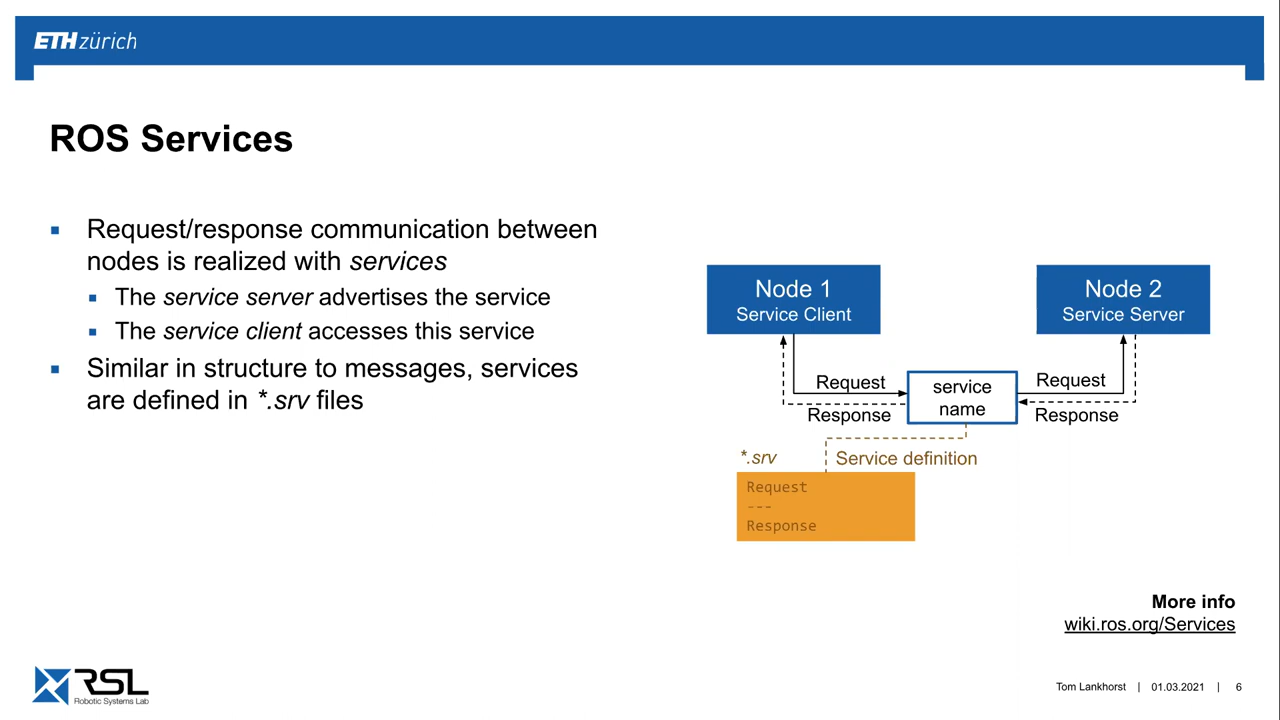 ETH zürich
ROS Services
Request/response communication between
nodes is realized with services
The service server advertises the service
The service client accesses this service
Similar in structure to messages, services
are defined in *.srv files
Node 1
Service Client
Node 2
Service Server
Request
Response
service
name
Request
Response
*.srv
Service definition
Request
---
Response
More info
wiki.ros.org/Services
RSL
Robotic Systems Lab
Tom Lankhorst | 01.03.2021 | 6